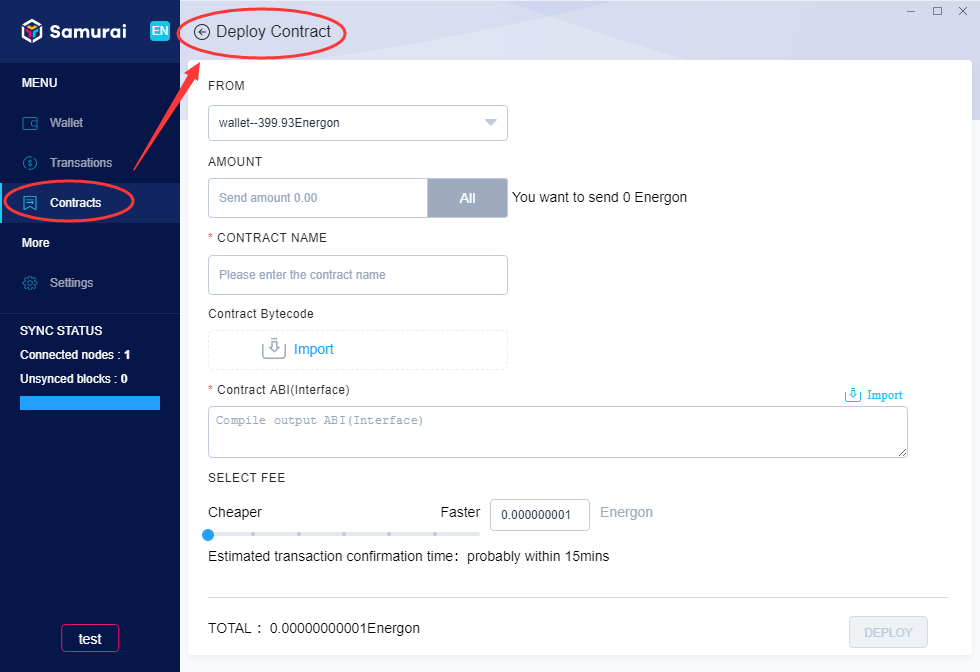 Samurai EN
MENU
Wallet
Transations
Contracts
More
Settings
SYNC STATUS
Connected nodes : 1
Unsynced blocks : 0
test
Deploy Contract
FROM
wallet--399.93Energon
AMOUNT
Send amount 0.00 All You want to send 0 Energon
* CONTRACT NAME
Please enter the contract name
Contract Bytecode
Import
* Contract ABI(Interface) Import
Compile output ABI(Interface)
SELECT FEE
Cheaper Faster 0.000000001 Energon
Estimated transaction confirmation time：probably within 15mins
TOTAL： 0.00000000001Energon DEPLOY